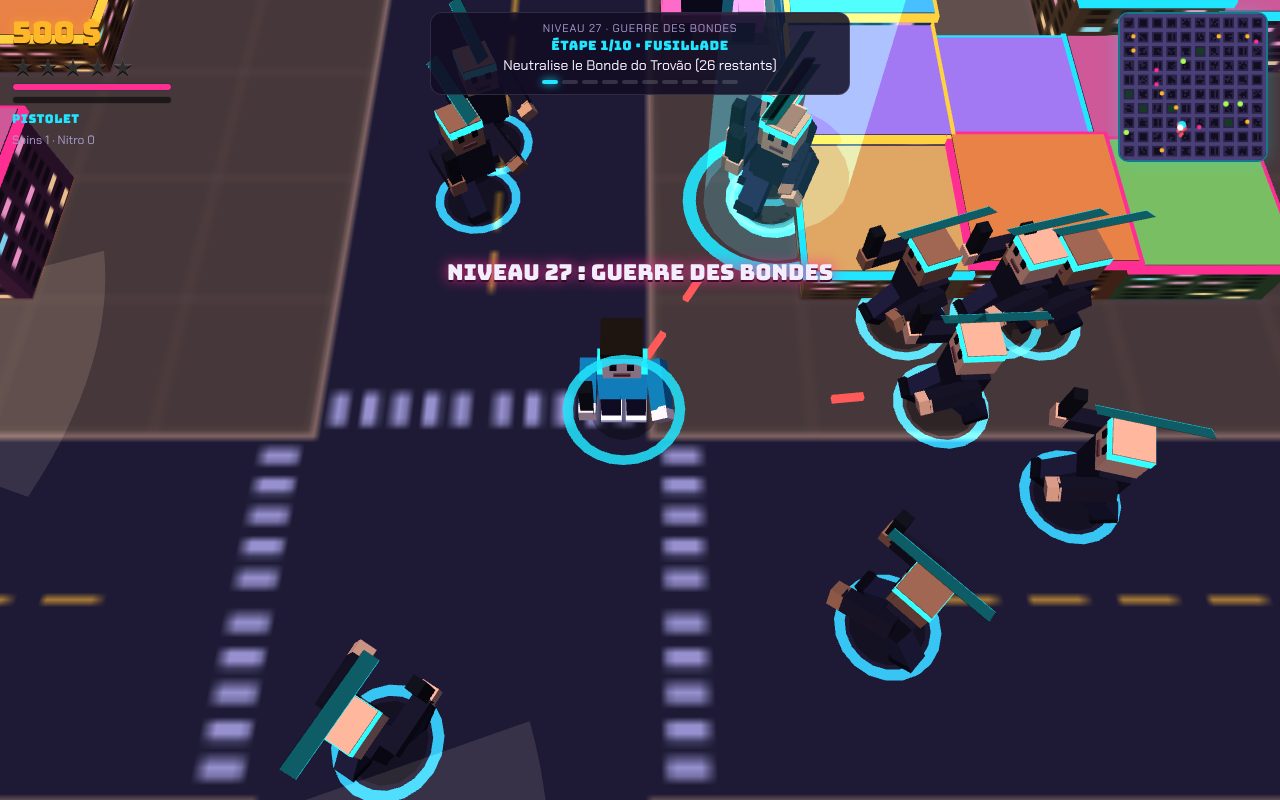 500 $
NIVEAU 27 · GUERRE DES BONDES
ÉTAPE 1/10 • FUSILLADE
Neutralise le Bonde do Trovão (26 restants)
PISTOLET
Soins 1 · Nitro 0
NIVEAU 27 : GUERRE DES BONDES